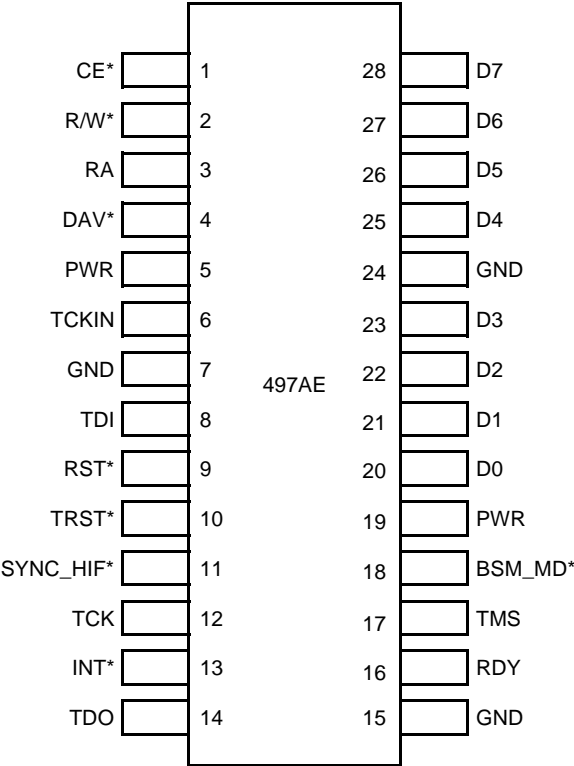 CE* 1 28 D7
R/W* 2 27 D6
RA 3 26 D5
DAV* 4 25 D4
PWR 5 24 GND
TCKIN 6 23 D3
GND 7 22 D2
497AE
TDI 8 21 D1
RST* 9 20 D0
TRST* 10 19 PWR
SYNC_HIF* 11 18 BSM_MD*
TCK 12 17 TMS
INT* 13 16 RDY
TDO 14 15 GND